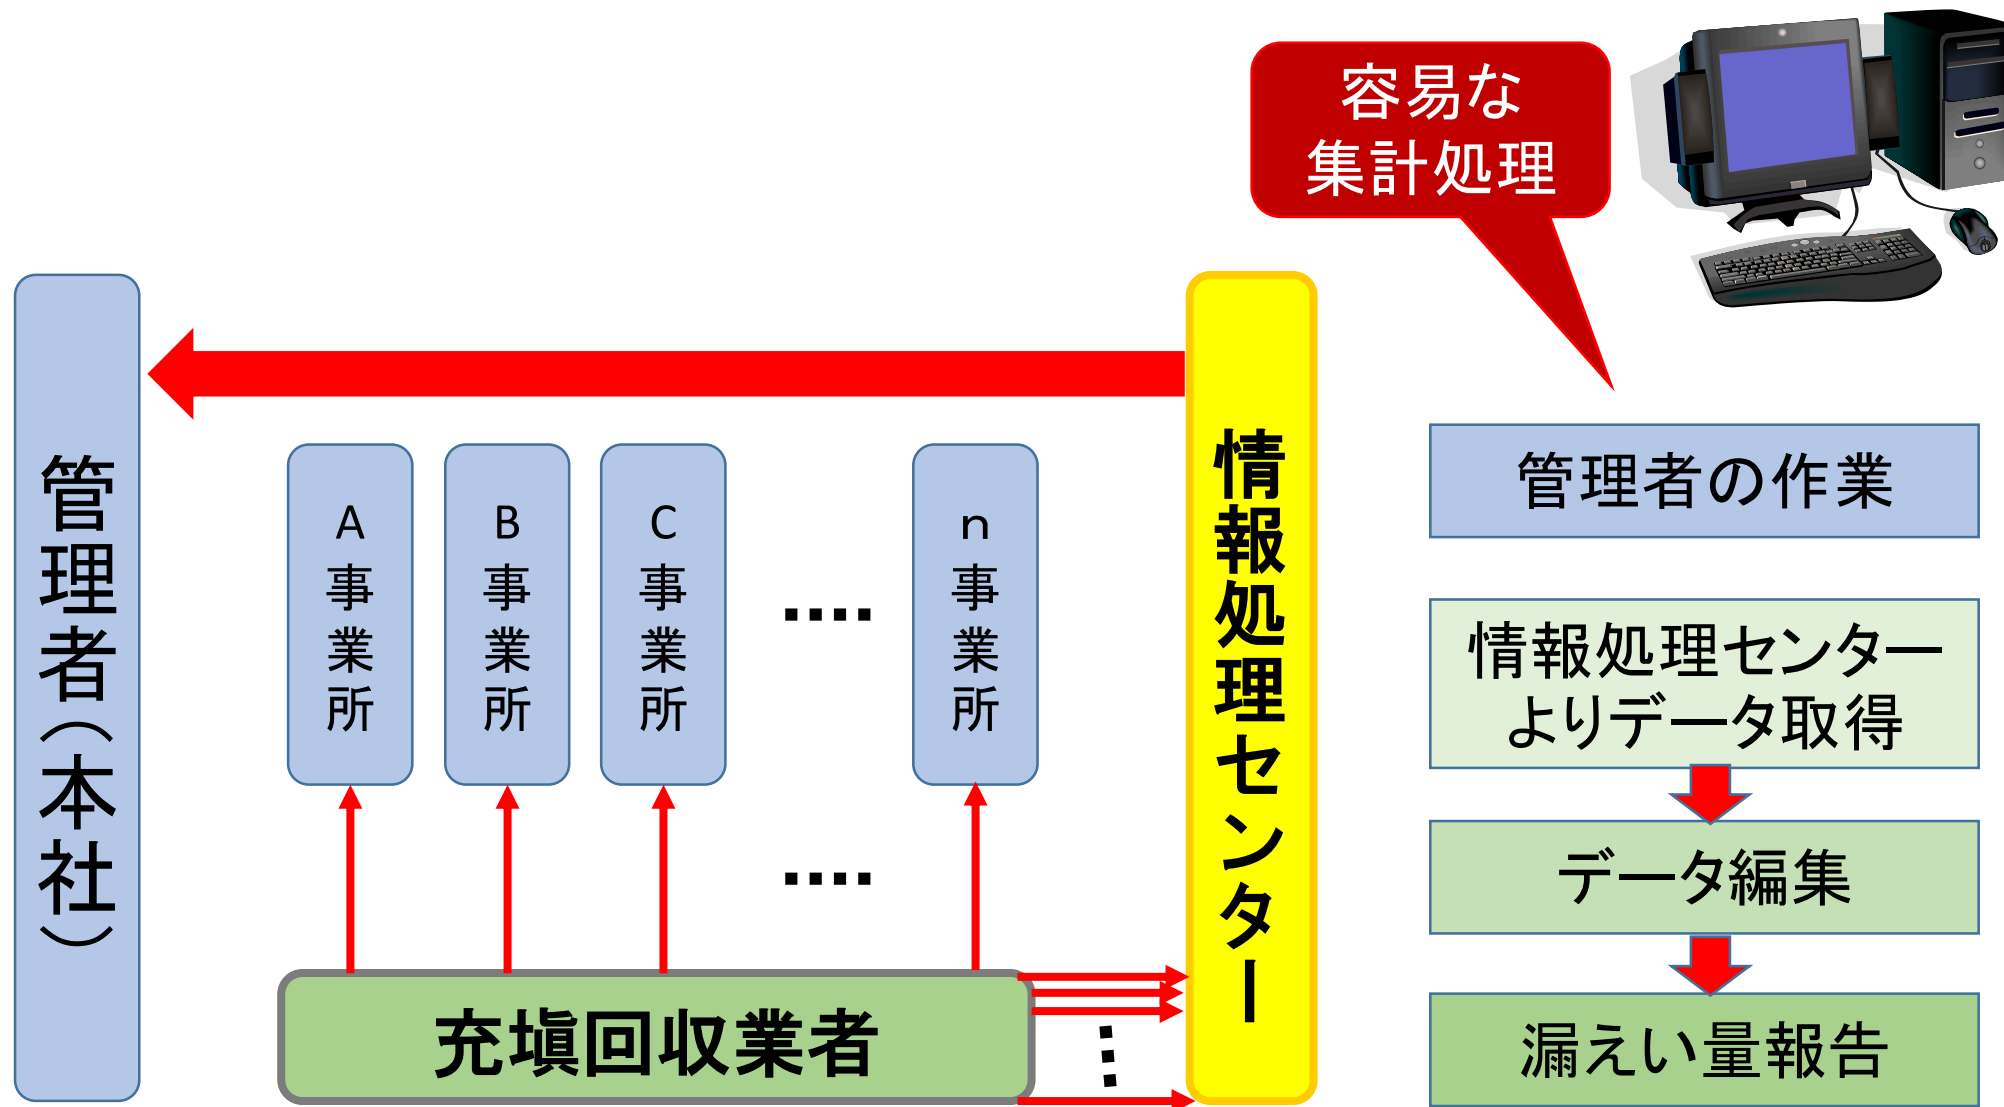 容易な
集計処理
管理者（本社）
A事業所
B事業所
C事業所
‥‥
n事業所
‥‥
充塡回収業者
情報処理センター
管理者の作業
情報処理センター
よりデータ取得
データ編集
漏えい量報告